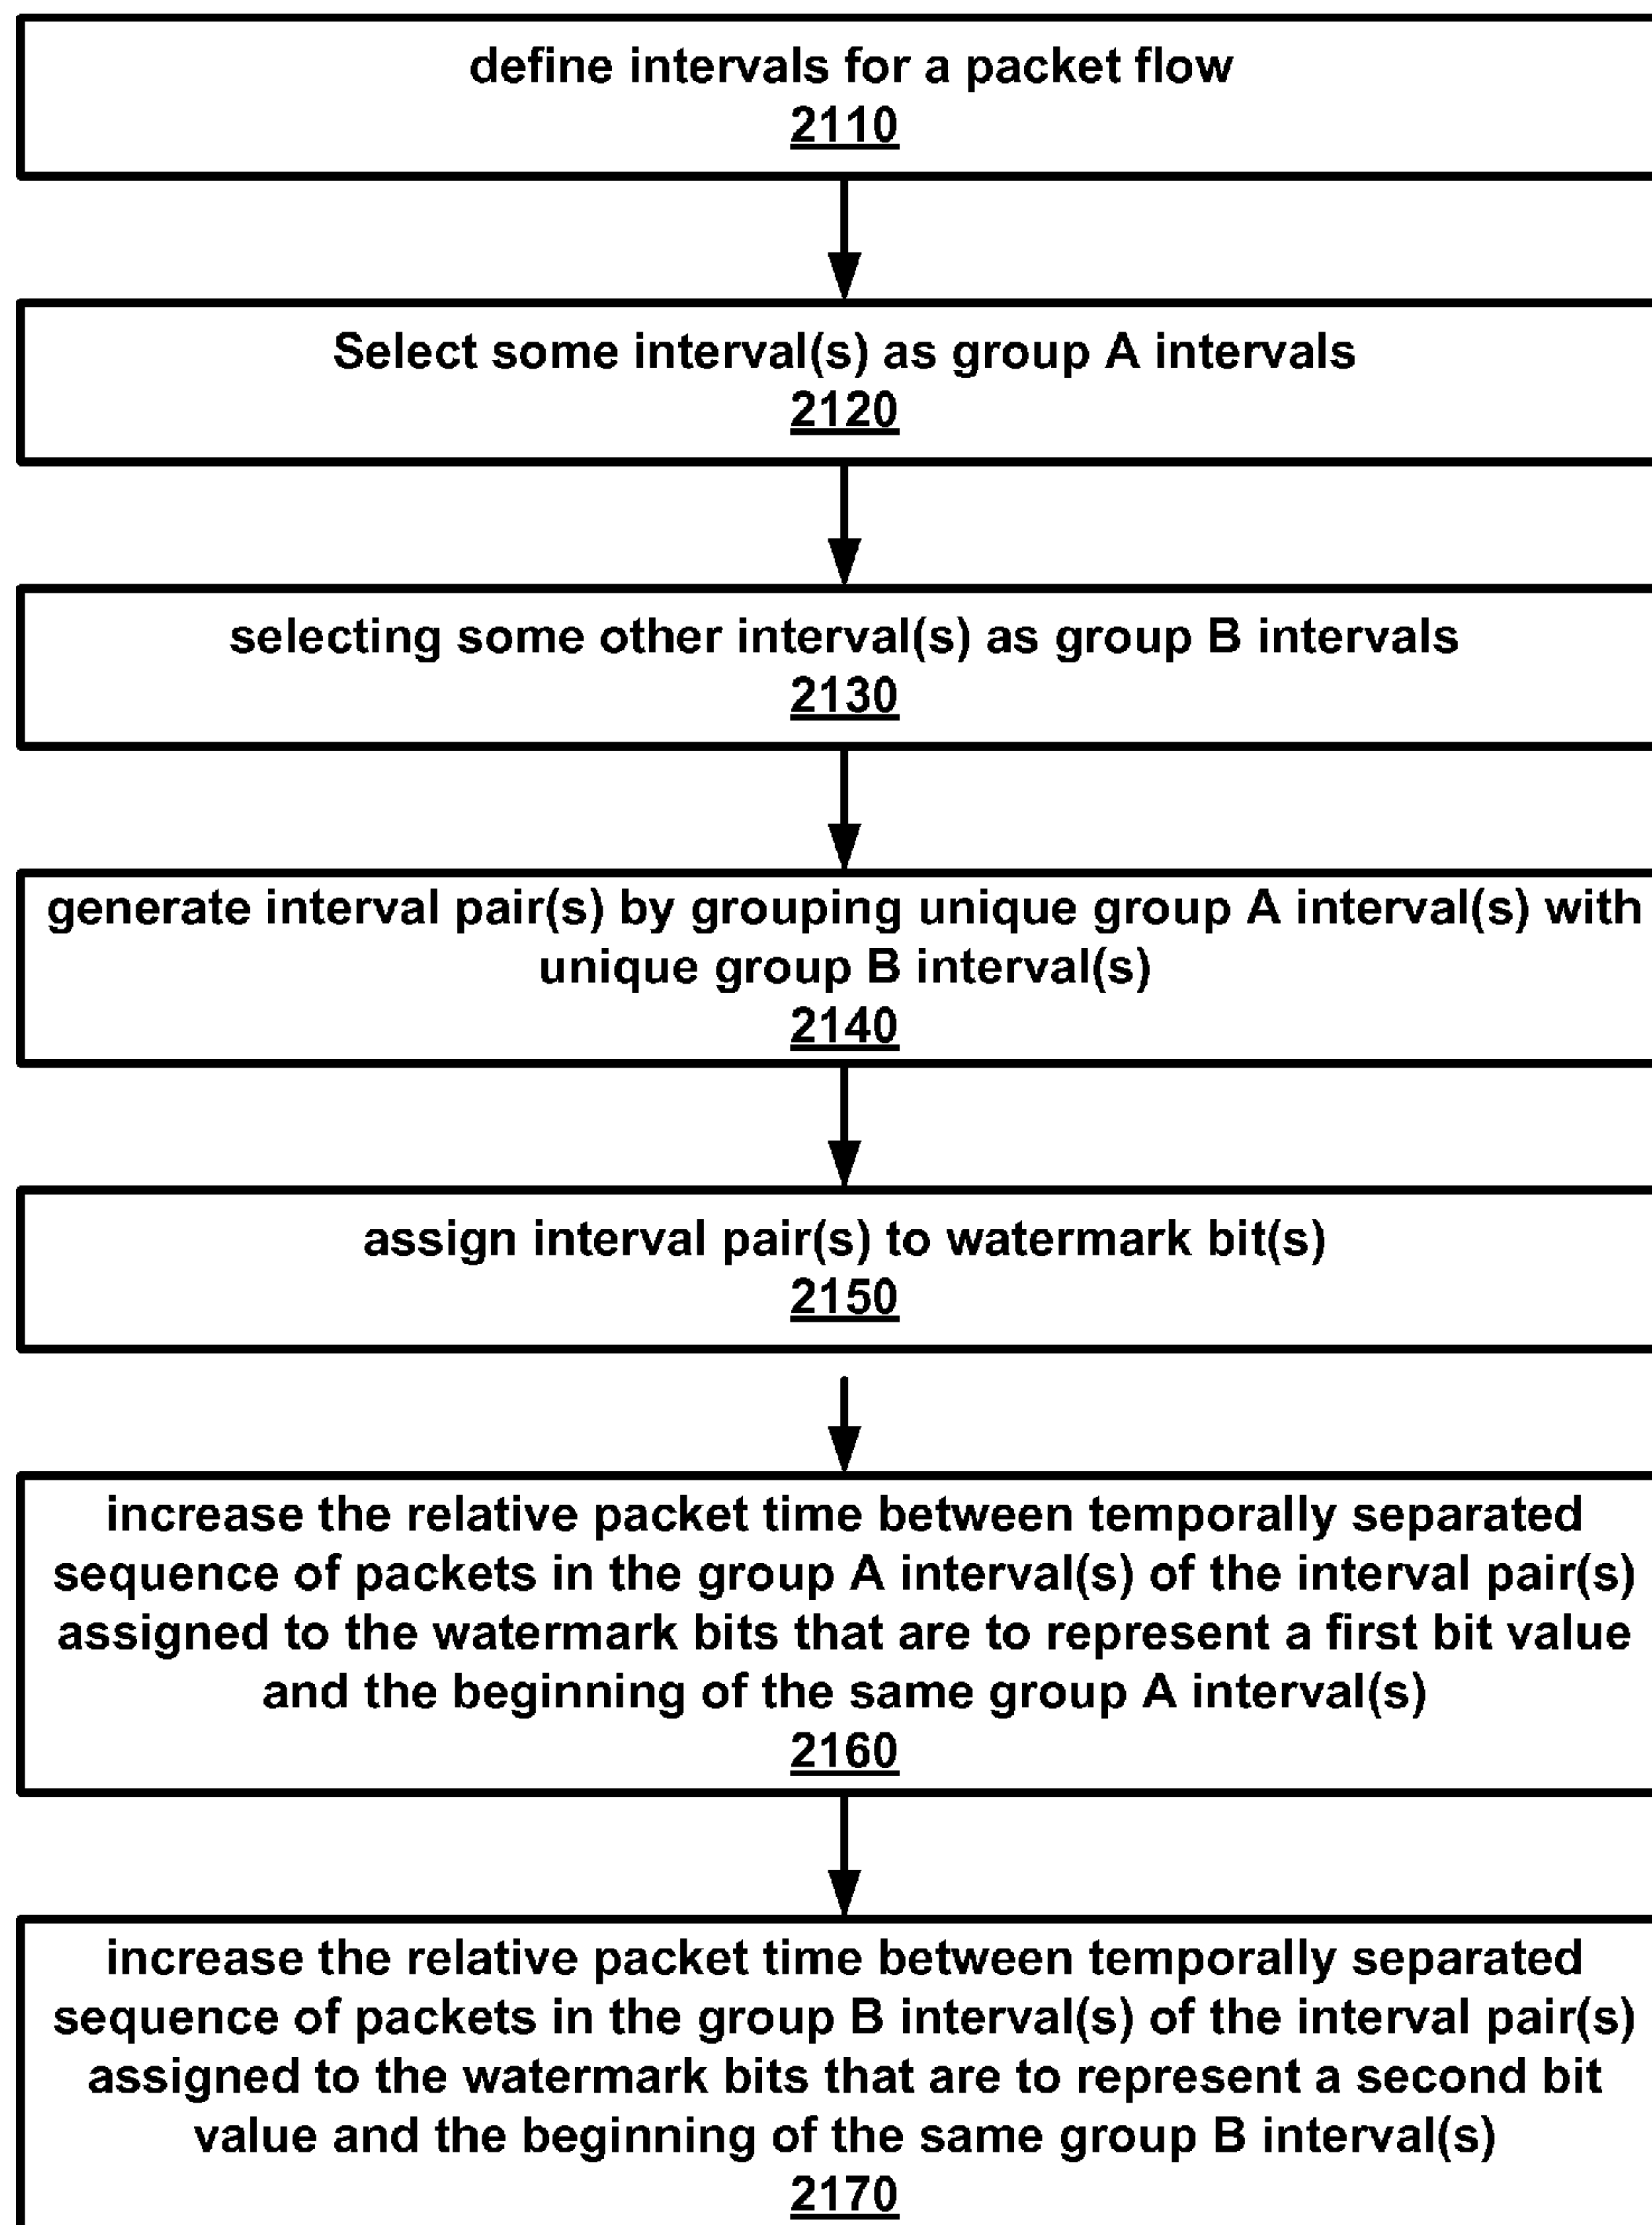 define intervals for a packet flow
2110
Select some interval(s) as group A intervals
2120
selecting some other interval(s) as group B intervals
2130
generate interval pair(s) by grouping unique group A interval(s) with
unique group B interval(s)
2140
assign interval pair(s) to watermark bit(s)
2150
increase the relative packet time between temporally separated
sequence of packets in the group A interval(s) of the interval pair(s)
assigned to the watermark bits that are to represent a first bit value
and the beginning of the same group A interval(s)
2160
increase the relative packet time between temporally separated
sequence of packets in the group B interval(s) of the interval pair(s)
assigned to the watermark bits that are to represent a second bit
value and the beginning of the same group B interval(s)
2170